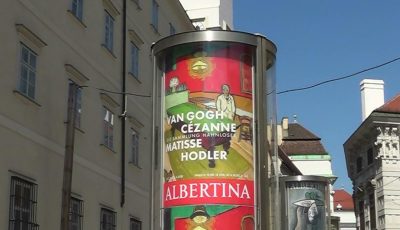 VAN GOGH
CÉZANNE
SAMMLUNG HAHNLOSER
MATISSE
HODLER
ALBERTINA